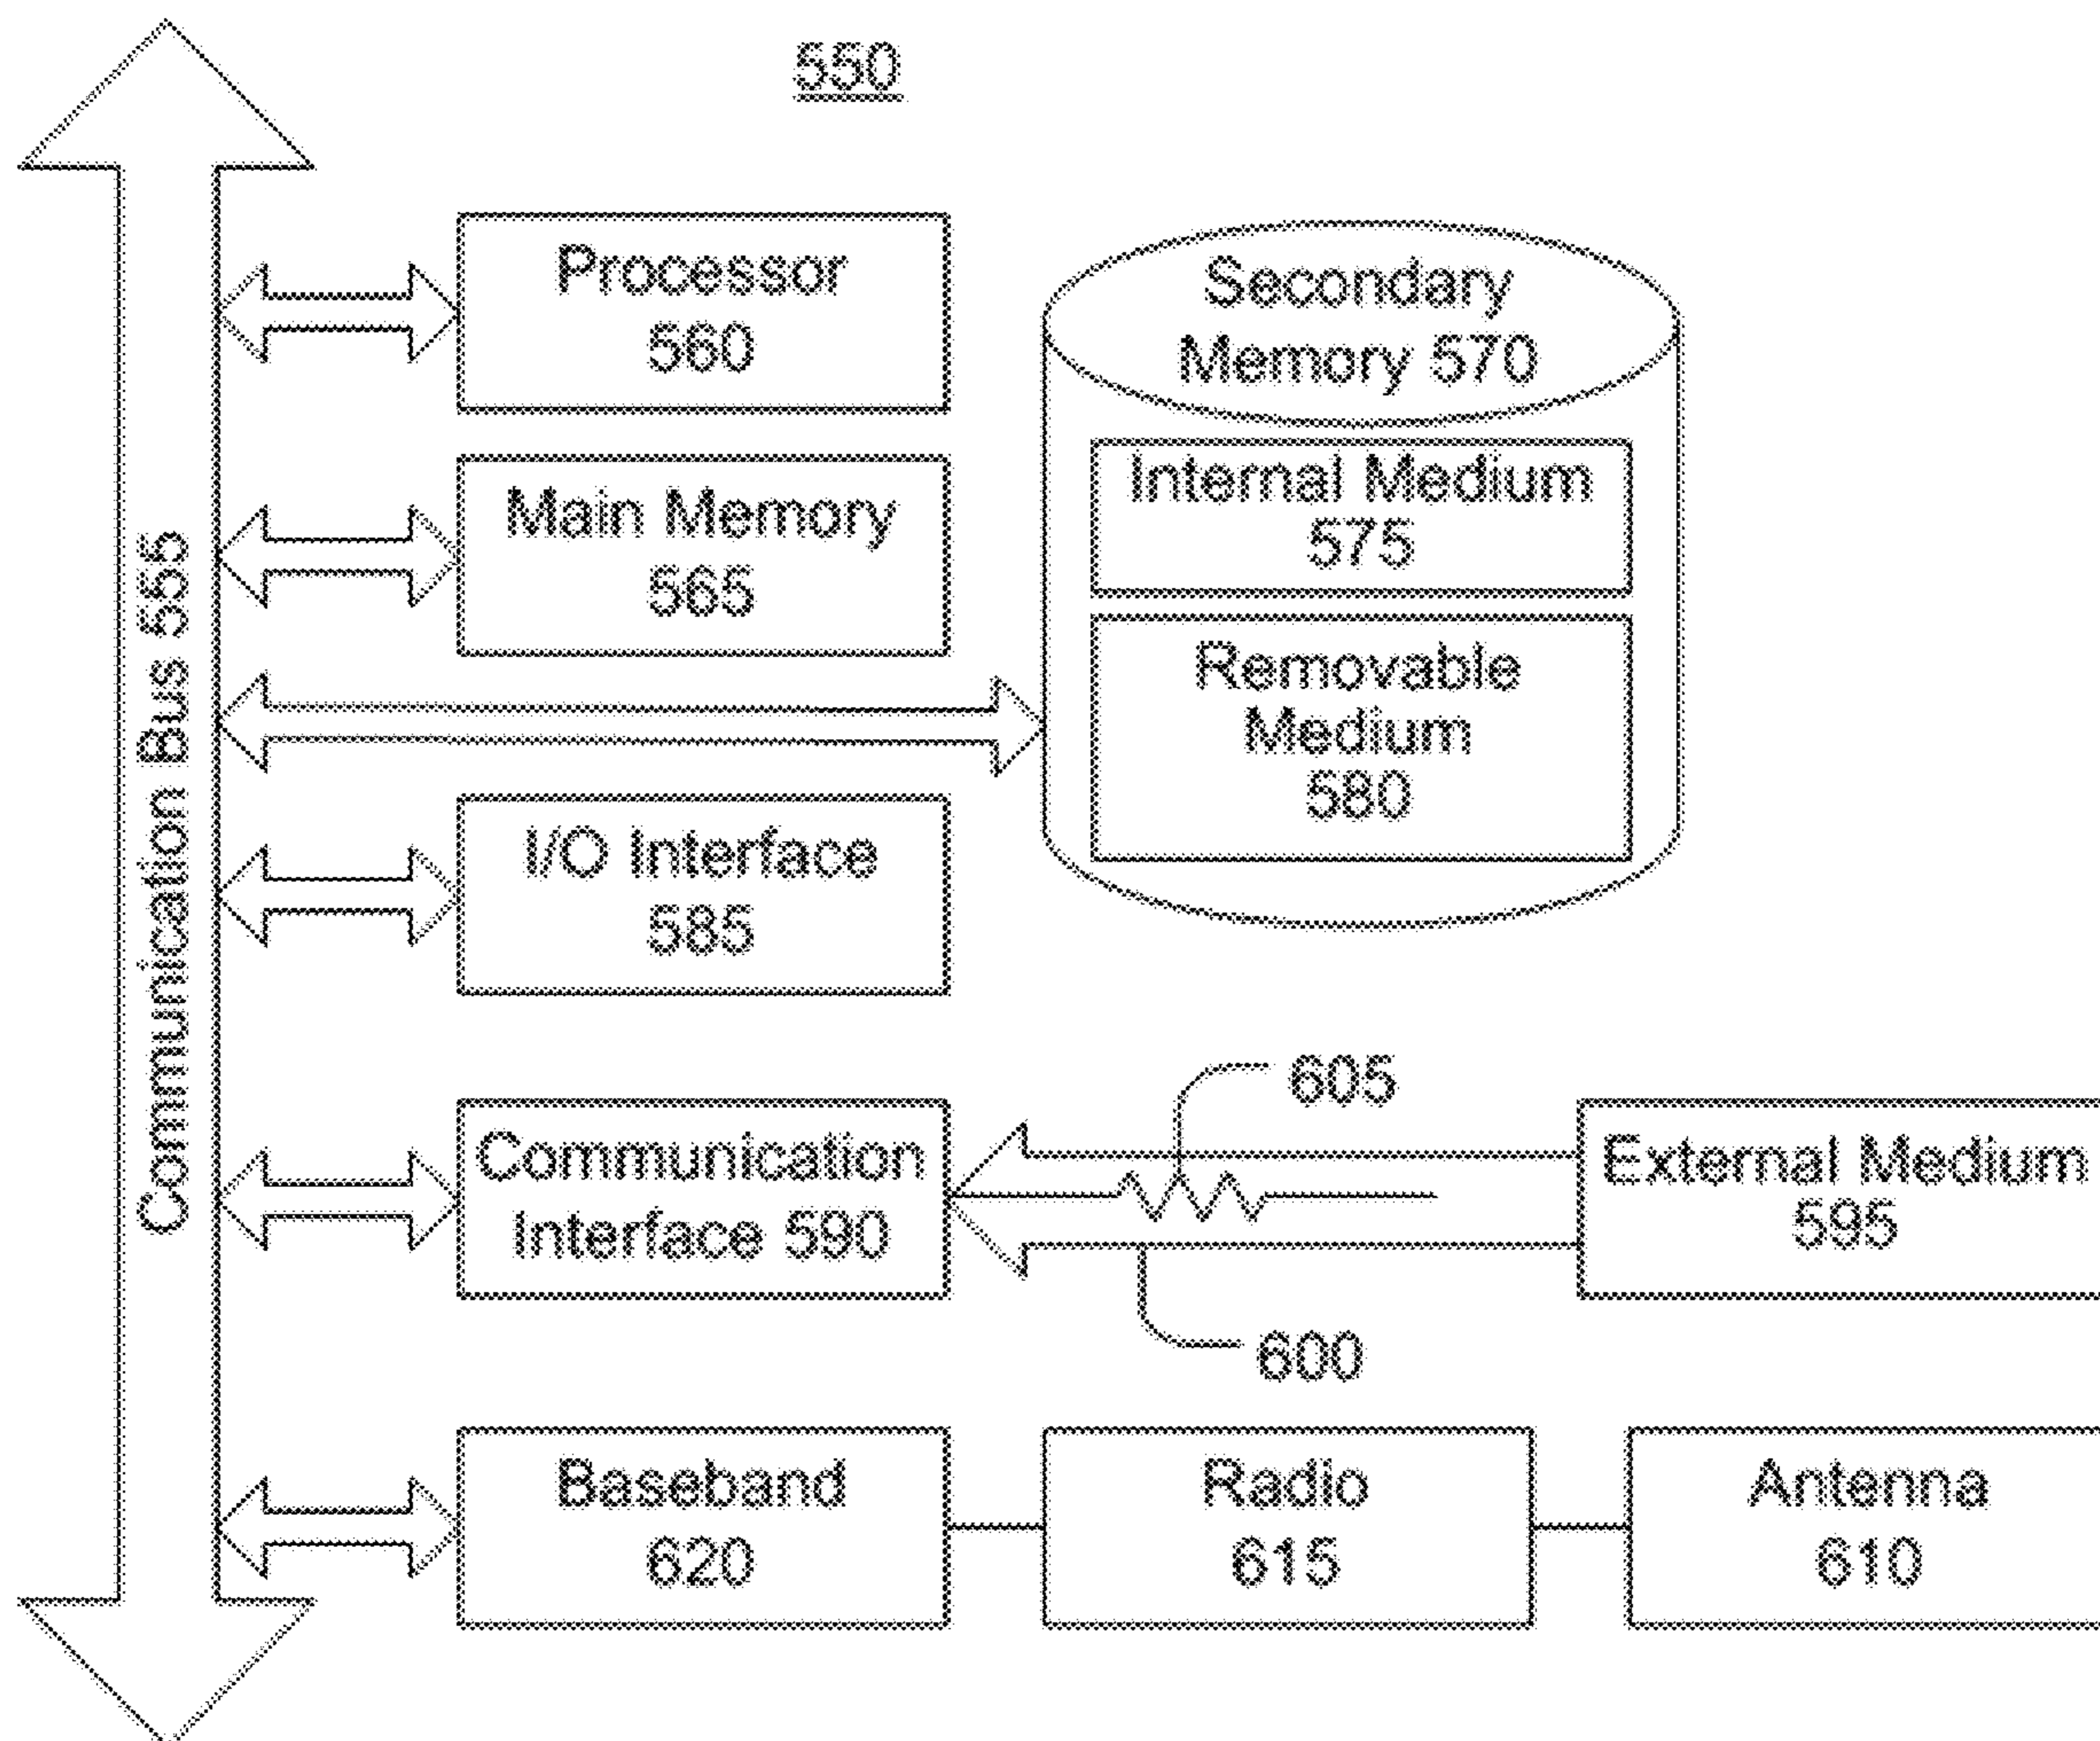 550
Communication Bus 555
Processor
560
Main Memory
565
Secondary
Memory 570
Internal Medium
575
Removable
Medium
580
I/O Interface
585
Communication
Interface 590
605
600
External Medium
595
Baseband
620
Radio
615
Antenna
610